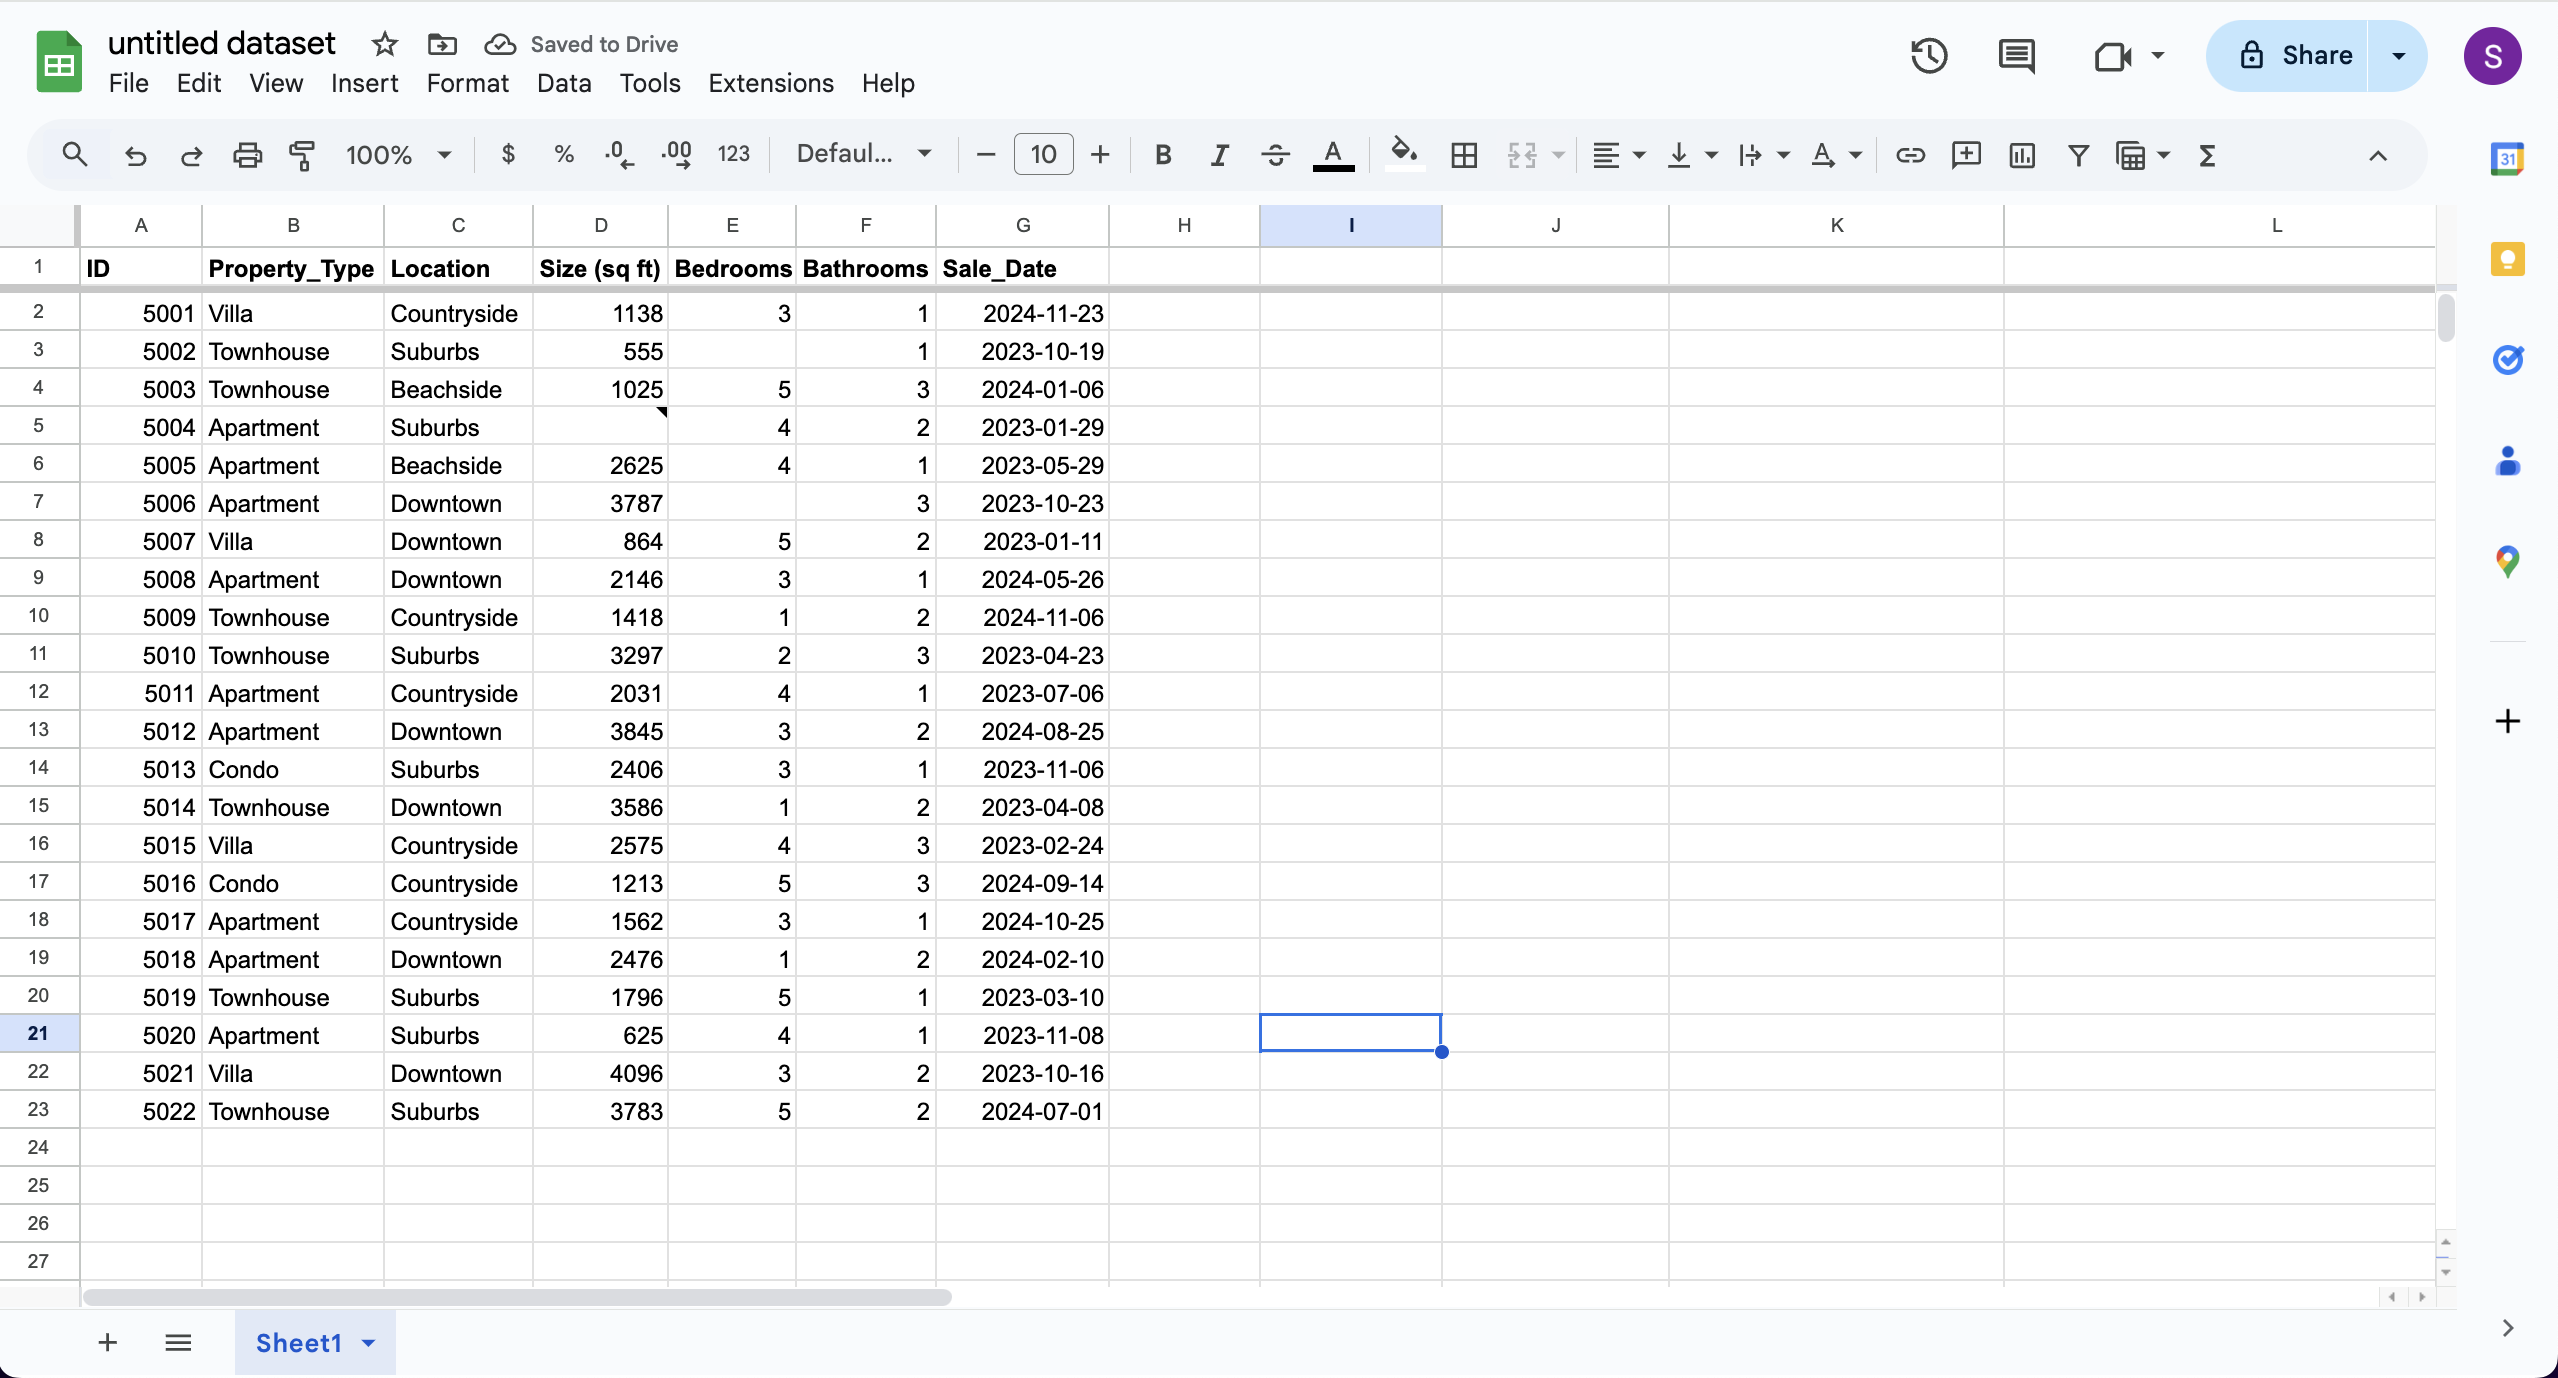 untitled dataset Saved to Drive
File Edit View Insert Format Data Tools Extensions Help
Share S
100% $ % .0 .00 123 Defaul... 10 B I A A Σ
31
A B C D E F G H I J K L
1 ID Property_Type Location Size (sq ft) Bedrooms Bathrooms Sale_Date
2 5001 Villa Countryside 1138 3 1 2024-11-23
3 5002 Townhouse Suburbs 555 1 2023-10-19
4 5003 Townhouse Beachside 1025 5 3 2024-01-06
5 5004 Apartment Suburbs 4 2 2023-01-29
6 5005 Apartment Beachside 2625 4 1 2023-05-29
7 5006 Apartment Downtown 3787 3 2023-10-23
8 5007 Villa Downtown 864 5 2 2023-01-11
9 5008 Apartment Downtown 2146 3 1 2024-05-26
10 5009 Townhouse Countryside 1418 1 2 2024-11-06
11 5010 Townhouse Suburbs 3297 2 3 2023-04-23
12 5011 Apartment Countryside 2031 4 1 2023-07-06
13 5012 Apartment Downtown 3845 3 2 2024-08-25
14 5013 Condo Suburbs 2406 3 1 2023-11-06
15 5014 Townhouse Downtown 3586 1 2 2023-04-08
16 5015 Villa Countryside 2575 4 3 2023-02-24
17 5016 Condo Countryside 1213 5 3 2024-09-14
18 5017 Apartment Countryside 1562 3 1 2024-10-25
19 5018 Apartment Downtown 2476 1 2 2024-02-10
20 5019 Townhouse Suburbs 1796 5 1 2023-03-10
21 5020 Apartment Suburbs 625 4 1 2023-11-08
22 5021 Villa Downtown 4096 3 2 2023-10-16
23 5022 Townhouse Suburbs 3783 5 2 2024-07-01
24
25
26
27
Sheet1